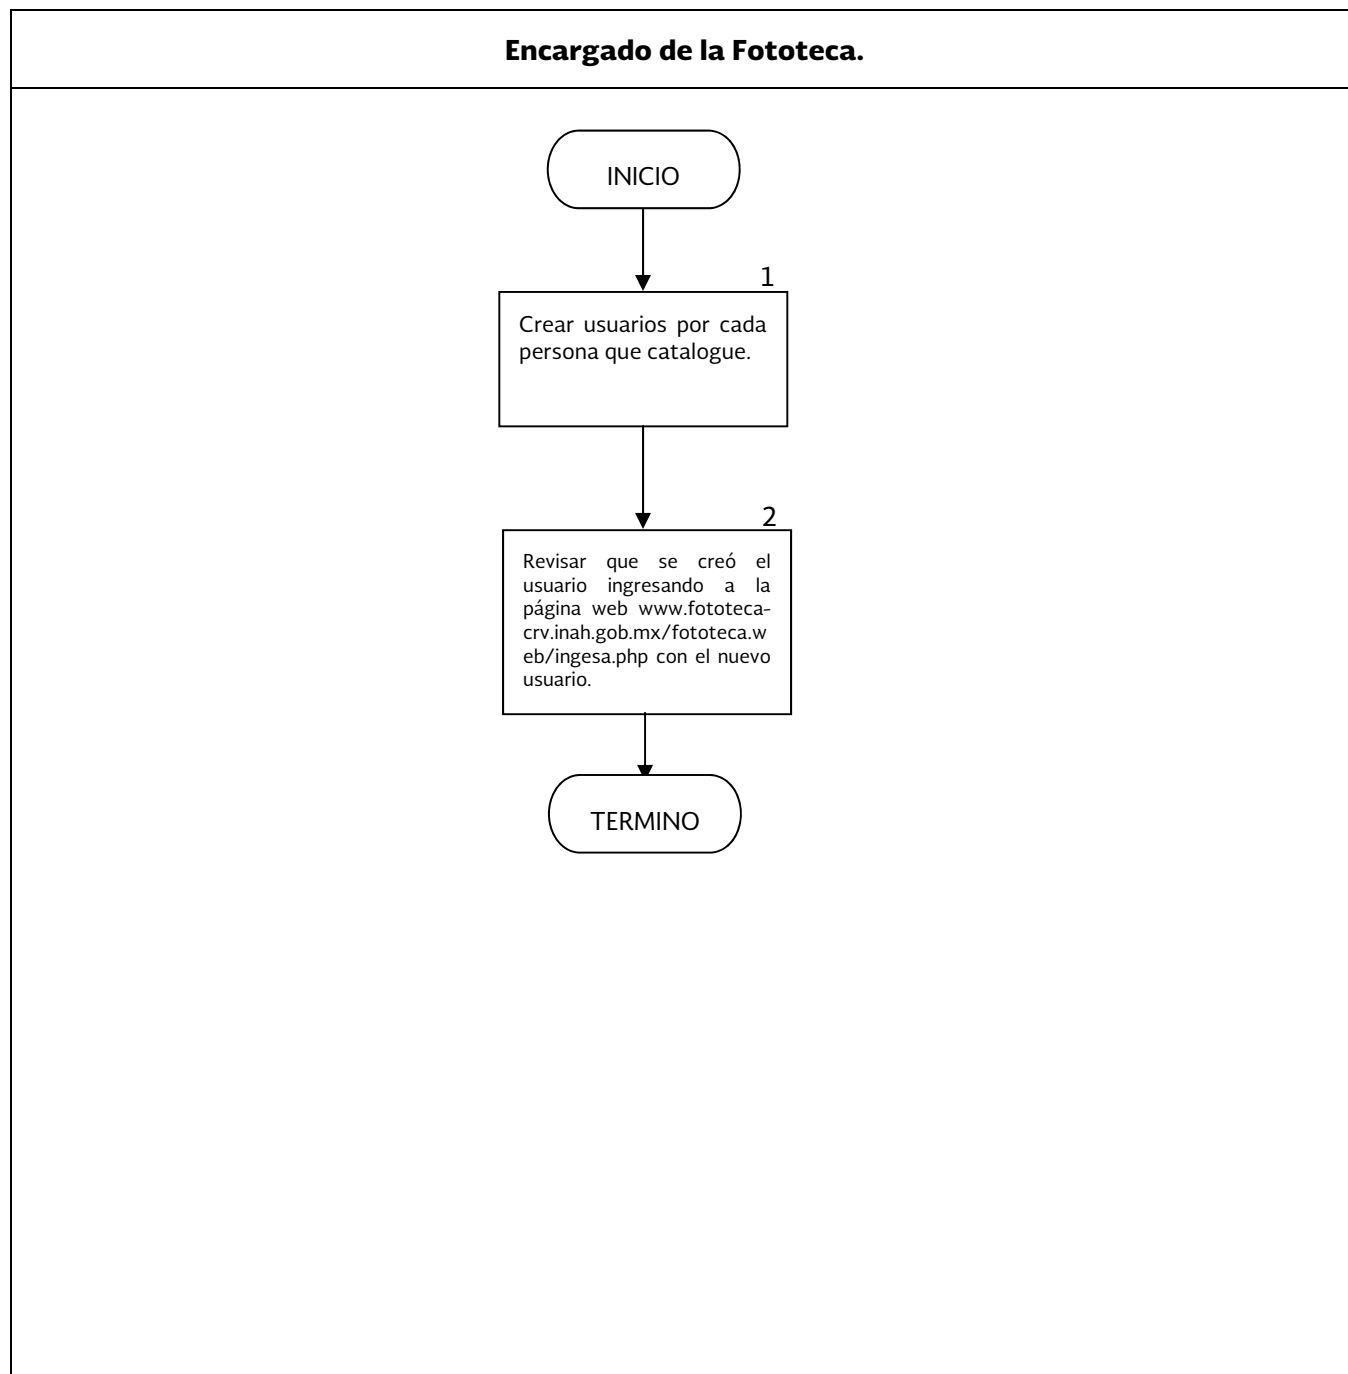 Encargado de la Fototeca.
INICIO
1
Crear usuarios por cada
persona que catalogue.
2
Revisar que se creó el
usuario ingresando a la
página web www.fototeca-
crv.inah.gob.mx/fototeca.w
eb/ingesa.php con el nuevo
usuario.
TERMINO